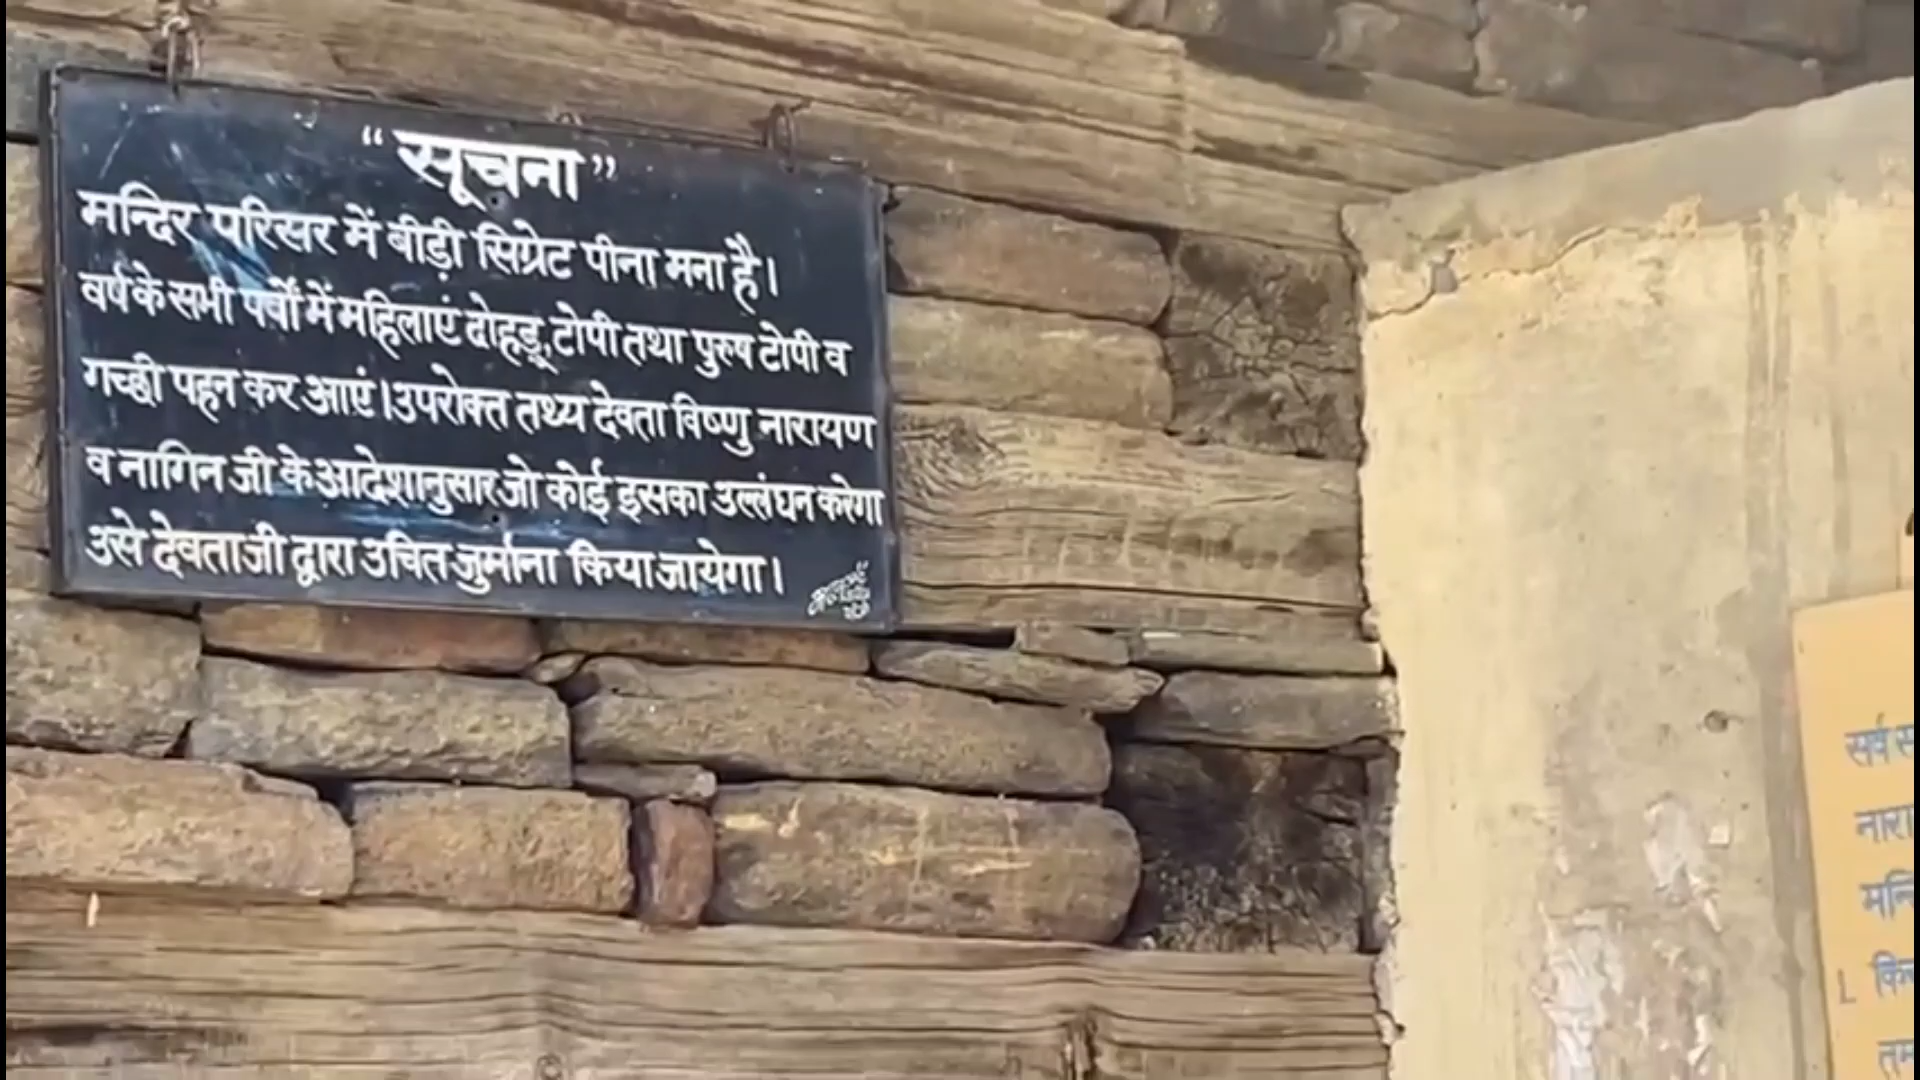 “सूचना”
मन्दिर परिसर में बीड़ी सिग्रेट पीना मना है।
वर्ष के सभी पर्वों में महिलाएं दोहड़ू, टोपी तथा पुरुष टोपी व
गच्छी पहन कर आएं। उपरोक्त तथ्य देवता विष्णु नारायण
व नागिन जी के आदेशानुसार जो कोई इसका उल्लंघन करेगा
उसे देवता जी द्वारा उचित जुर्माना किया जायेगा।
सर्व
नारा